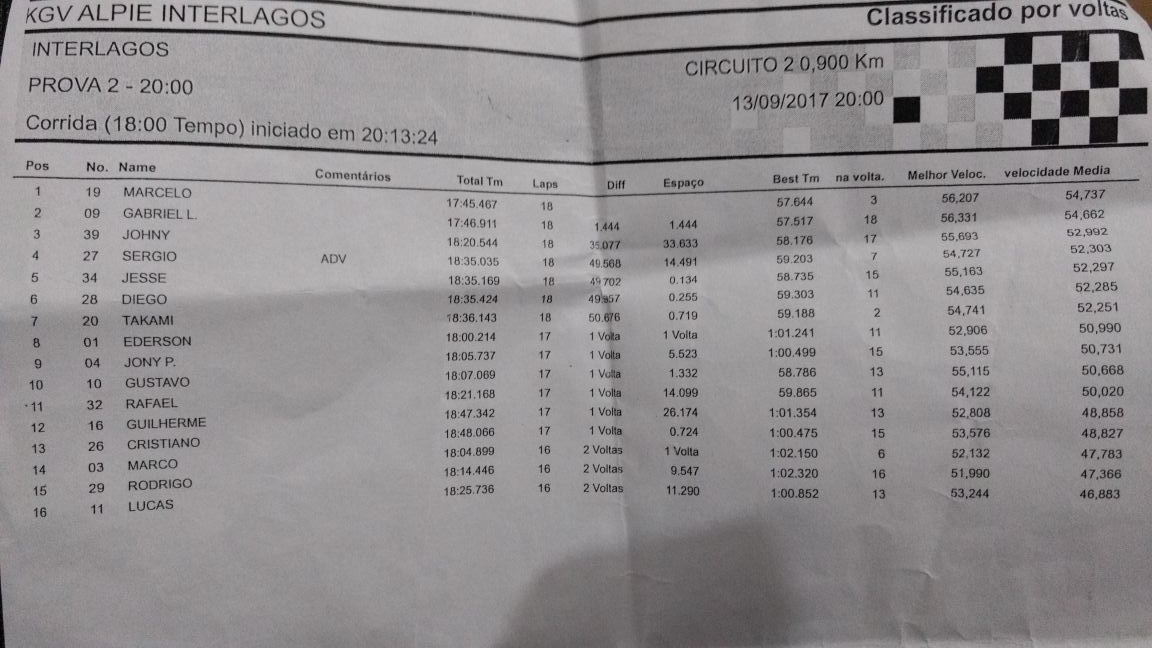 KGV ALPIE INTERLAGOS Classificado por voltas
INTERLAGOS CIRCUITO 2 0,900 Km
PROVA 2 - 20:00 13/09/2017 20:00
Corrida (18:00 Tempo) iniciado em 20:13:24
Pos No. Name Comentários Total Tm Laps Diff Espaço Best Tm na volta. Melhor Veloc. velocidade Media
1 19 MARCELO 17:45.467 18 57.644 3 56,207 54,737
2 09 GABRIEL L. 17:46.911 18 1.444 1.444 57.517 18 56,331 54,662
3 39 JOHNY 18:20.544 18 35.077 33.633 58.176 17 55,693 52,992
4 27 SERGIO ADV 18:35.035 18 49.568 14.491 59.203 7 54,727 52,303
5 34 JESSE 18:35.169 18 49.702 0.134 58.735 15 55,163 52,297
6 28 DIEGO 18:35.424 18 49.957 0.255 59.303 11 54,635 52,285
7 20 TAKAMI 18:36.143 18 50.676 0.719 59.188 2 54,741 52,251
8 01 EDERSON 18:00.214 17 1 Volta 1 Volta 1:01.241 11 52,906 50,990
9 04 JONY P. 18:05.737 17 1 Volta 5.523 1:00.499 15 53,555 50,731
10 10 GUSTAVO 18:07.069 17 1 Volta 1.332 58.786 13 55,115 50,668
11 32 RAFAEL 18:21.168 17 1 Volta 14.099 59.865 11 54,122 50,020
12 16 GUILHERME 18:47.342 17 1 Volta 26.174 1:01.354 13 52,808 48,858
13 26 CRISTIANO 18:48.066 17 1 Volta 0.724 1:00.475 15 53,576 48,827
14 03 MARCO 18:04.899 16 2 Voltas 1 Volta 1:02.150 6 52,132 47,783
15 29 RODRIGO 18:14.446 16 2 Voltas 9.547 1:02.320 16 51,990 47,366
16 11 LUCAS 18:25.736 16 2 Voltas 11.290 1:00.852 13 53,244 46,883